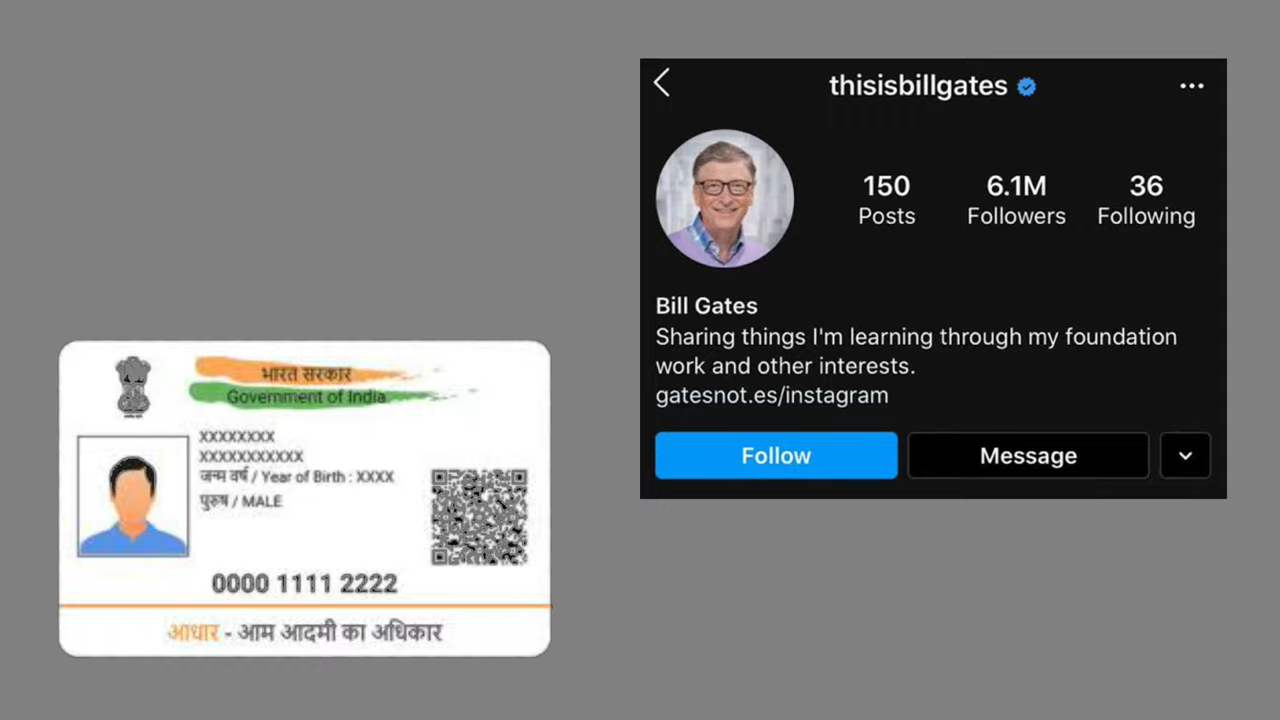 thisisbillgates
150
Posts
6.1M
Followers
36
Following
Bill Gates
Sharing things I'm learning through my foundation
work and other interests.
gatesnot.es/instagram
Follow
Message
भारत सरकार
Government of India
XXXXXXXX
XXXXXXXXXXX
जन्म वर्ष / Year of Birth : XXXX
पुरुष / MALE
0000 1111 2222
आधार - आम आदमी का अधिकार